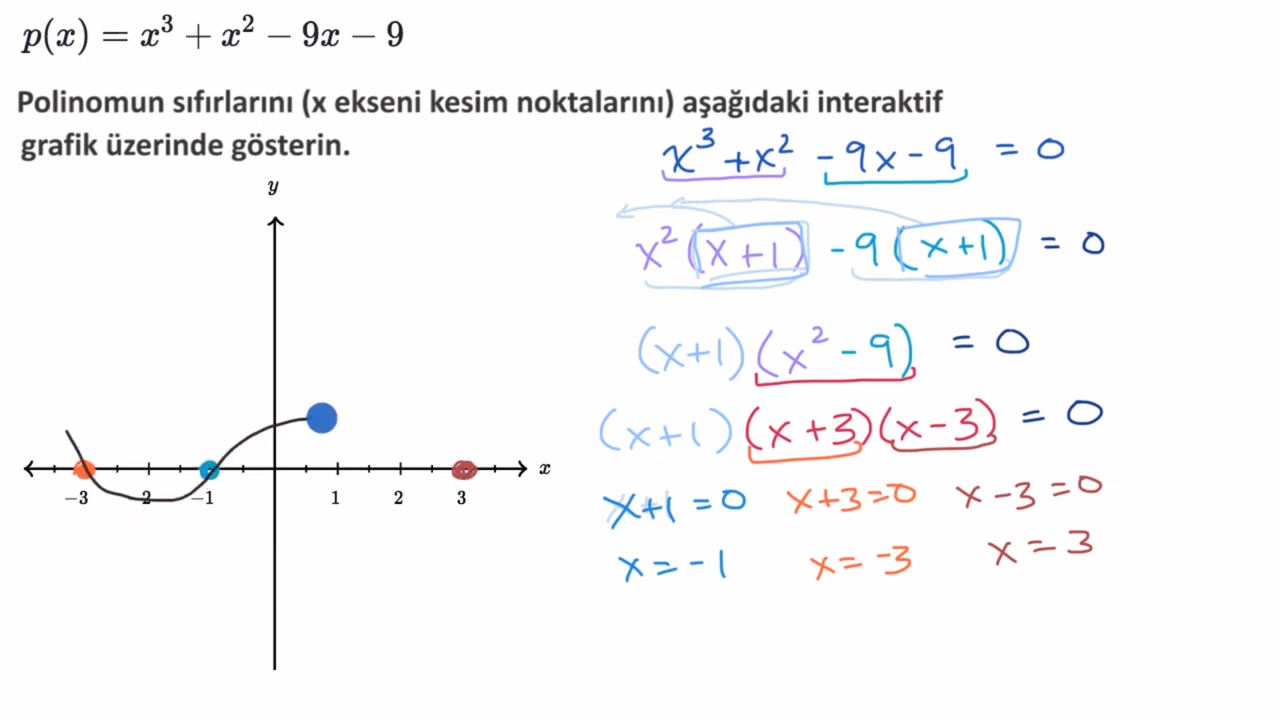 p(x) = x³ + x² − 9x − 9
Polinomun sıfırlarını (x ekseni kesim noktalarını) aşağıdaki interaktif
grafik üzerinde gösterin.
x³ + x² - 9x - 9 = 0
x² (x + 1) - 9 (x + 1) = 0
(x+1) (x² - 9) = 0
(x+1) (x+3)(x-3) = 0
x+1 = 0 x+3=0 x-3=0
x = -1 x = -3 x = 3
y
x
−3 −2 −1 1 2 3